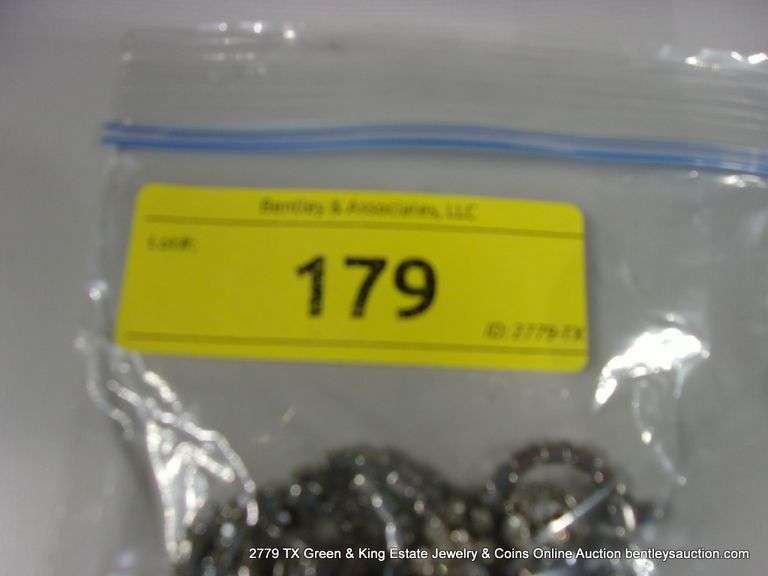 Bentley & Associates, LLC
Lot#:
179
ID: 2779-TX
2779 TX Green & King Estate Jewelry & Coins Online Auction bentleysauction.com